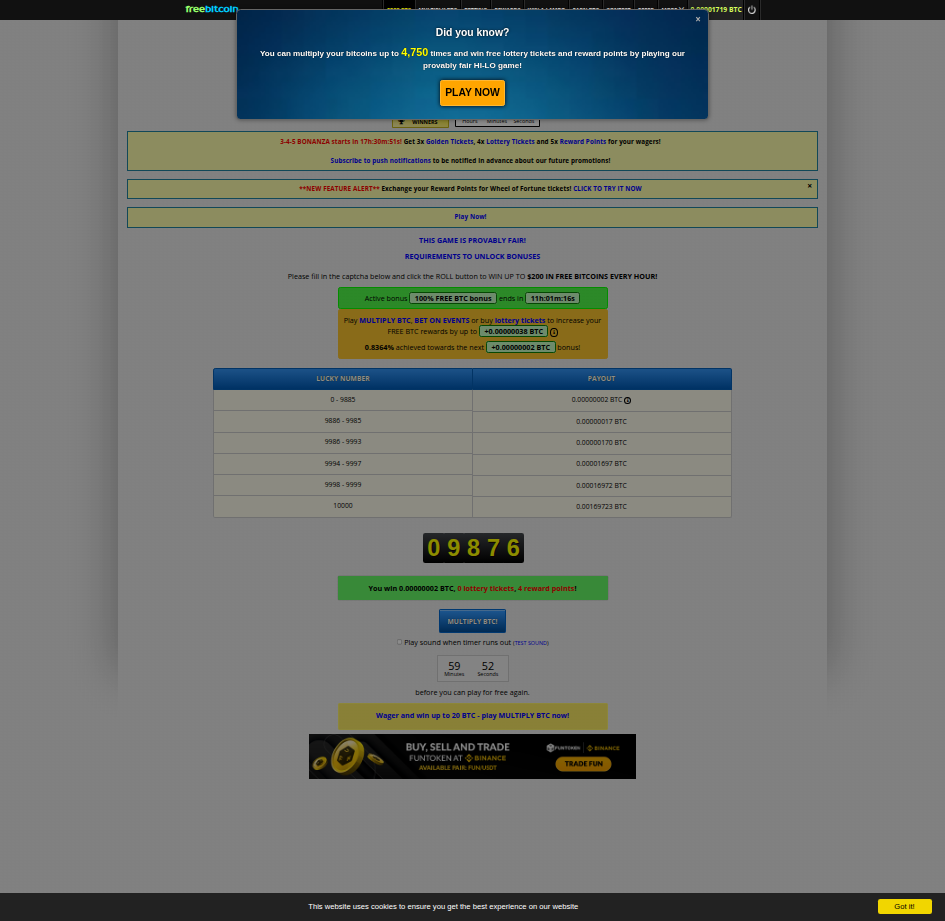 freebitcoin
FREE BTC MULTIPLY BTC BETTING REWARDS
0.00001719 BTC
×
Did you know?
You can multiply your bitcoins up to 4,750 times and win free lottery tickets and reward points by playing our
provably fair HI-LO game!
PLAY NOW
WINNERS Hours Minutes Seconds
3-4-5 BONANZA starts in 17h:30m:51s! Get 3x Golden Tickets, 4x Lottery Tickets and 5x Reward Points for your wagers!
Subscribe to push notifications to be notified in advance about our future promotions!
**NEW FEATURE ALERT** Exchange your Reward Points for Wheel of Fortune tickets! CLICK TO TRY IT NOW
×
Play Now!
THIS GAME IS PROVABLY FAIR!
REQUIREMENTS TO UNLOCK BONUSES
Please fill in the captcha below and click the ROLL button to WIN UP TO $200 IN FREE BITCOINS EVERY HOUR!
Active bonus 100% FREE BTC bonus ends in 11h:01m:16s
Play MULTIPLY BTC, BET ON EVENTS or buy lottery tickets to increase your
FREE BTC rewards by up to +0.00000038 BTC
0.8364% achieved towards the next +0.00000002 BTC bonus!
LUCKY NUMBER PAYOUT
0 - 9885 0.00000002 BTC
9886 - 9985 0.00000017 BTC
9986 - 9993 0.00000170 BTC
9994 - 9997 0.00001697 BTC
9998 - 9999 0.00016972 BTC
10000 0.00169723 BTC
09876
You win 0.00000002 BTC, 0 lottery tickets, 4 reward points!
MULTIPLY BTC!
Play sound when timer runs out (TEST SOUND)
59 52
Minutes Seconds
before you can play for free again.
Wager and win up to 20 BTC - play MULTIPLY BTC now!
BUY, SELL AND TRADE
FUNTOKEN AT BINANCE
AVAILABLE PAIR: FUN/USDT
FUNTOKEN BINANCE
TRADE FUN
This website uses cookies to ensure you get the best experience on our website
Got it!